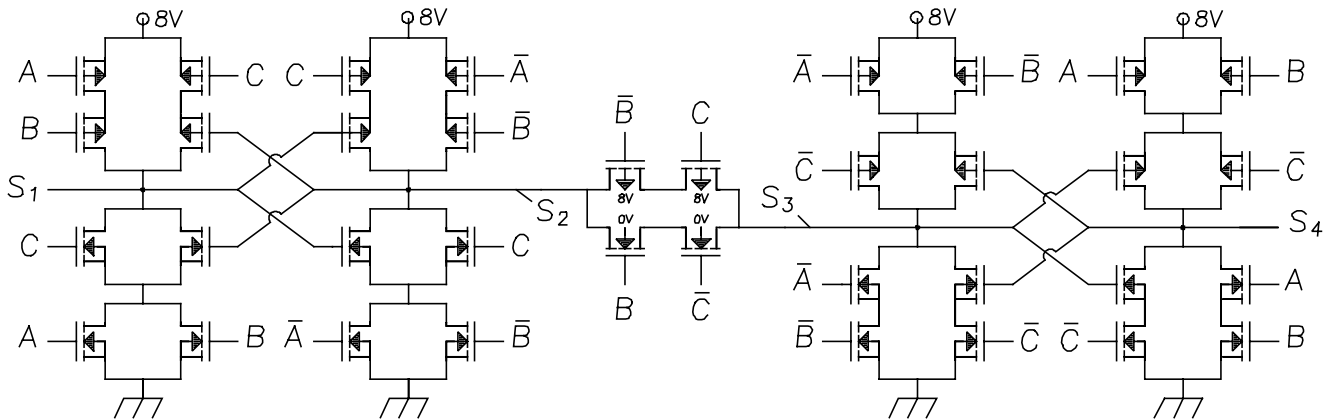 8V 8V 8V 8V
A C C A̅ A̅ B̅ A B
B B̅ B̅ C
C̅ C̅
S1 8V 8V
S2 0V 0V S3 S4
C C
A̅ A
B C̅
A B A̅ B̅ B̅ C̅ C̅ B